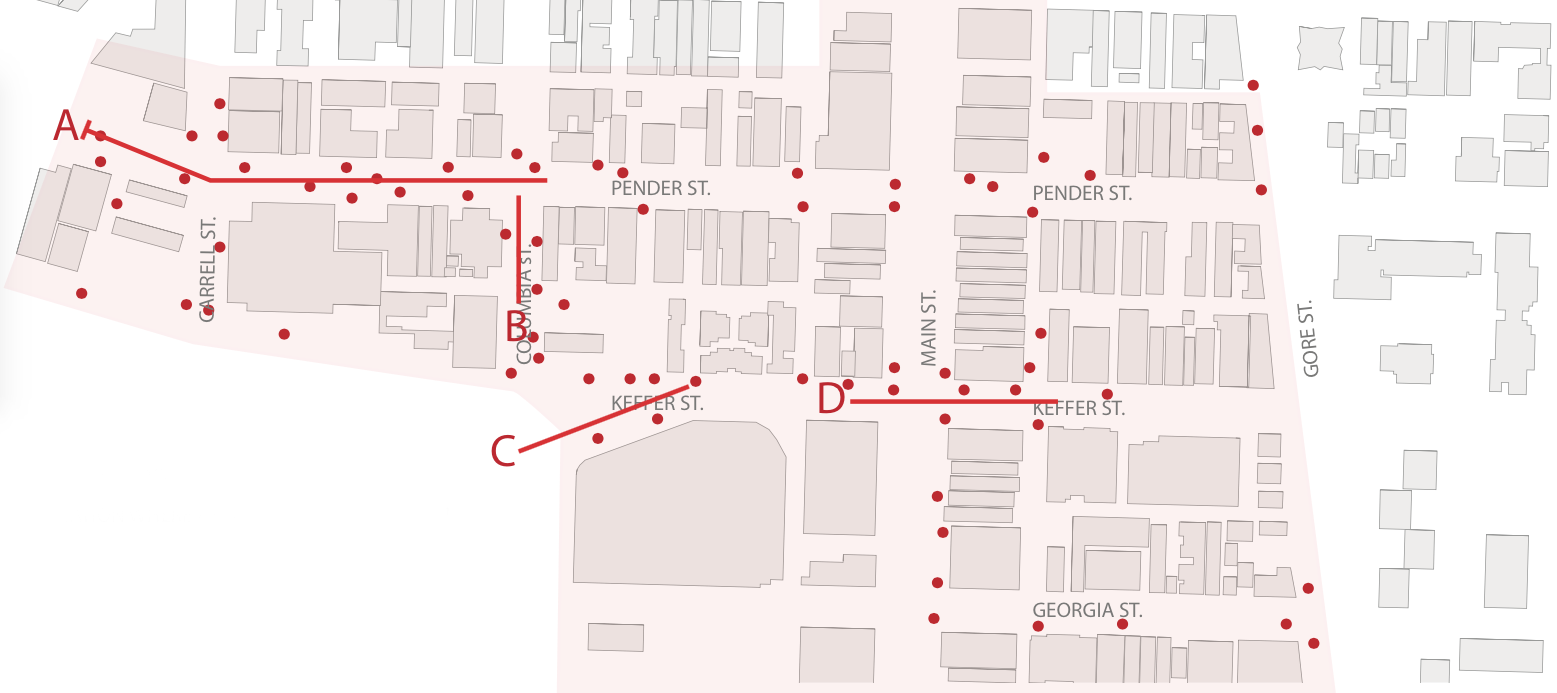 A
PENDER ST.
PENDER ST.
CARRELL ST.
COLUMBIA ST.
B
MAIN ST.
GORE ST.
D
KEFFER ST.
KEFFER ST.
C
GEORGIA ST.